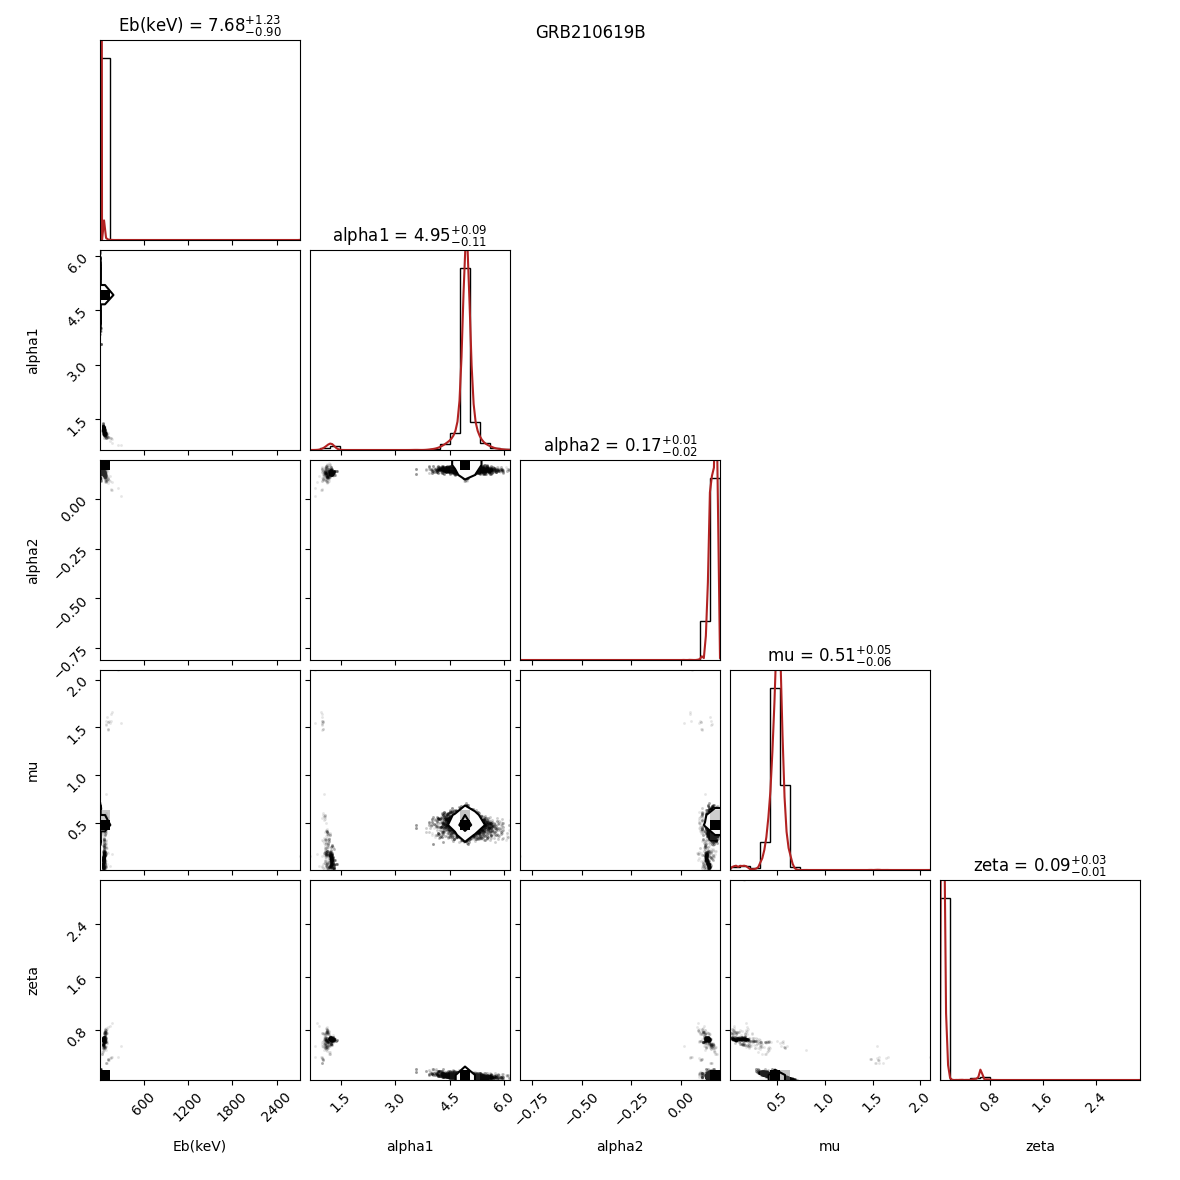 GRB210619B
Eb(keV) = 7.68^{+1.23}_{−0.90}
alpha1 = 4.95^{+0.09}_{−0.11}
6.0
4.5
3.0
1.5
alpha1
alpha2 = 0.17^{+0.01}_{−0.02}
0.00
−0.25
−0.50
−0.75
alpha2
mu = 0.51^{+0.05}_{−0.06}
2.0
1.5
1.0
0.5
mu
zeta = 0.09^{+0.03}_{−0.01}
2.4
1.6
0.8
zeta
600 1200 1800 2400 1.5 3.0 4.5 6.0 −0.75 −0.50 −0.25 0.00 0.5 1.0 1.5 2.0 0.8 1.6 2.4
Eb(keV) alpha1 alpha2 mu zeta